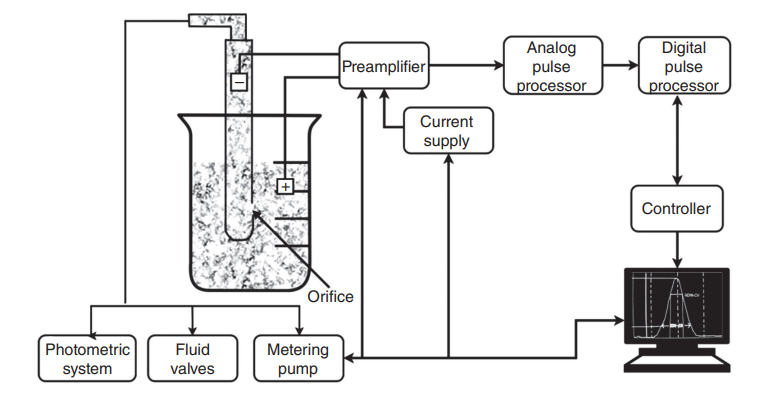 Preamplifier
Analog
pulse
processor
Digital
pulse
processor
Current
supply
−
+
Controller
Orifice
Photometric
system
Fluid
valves
Metering
pump